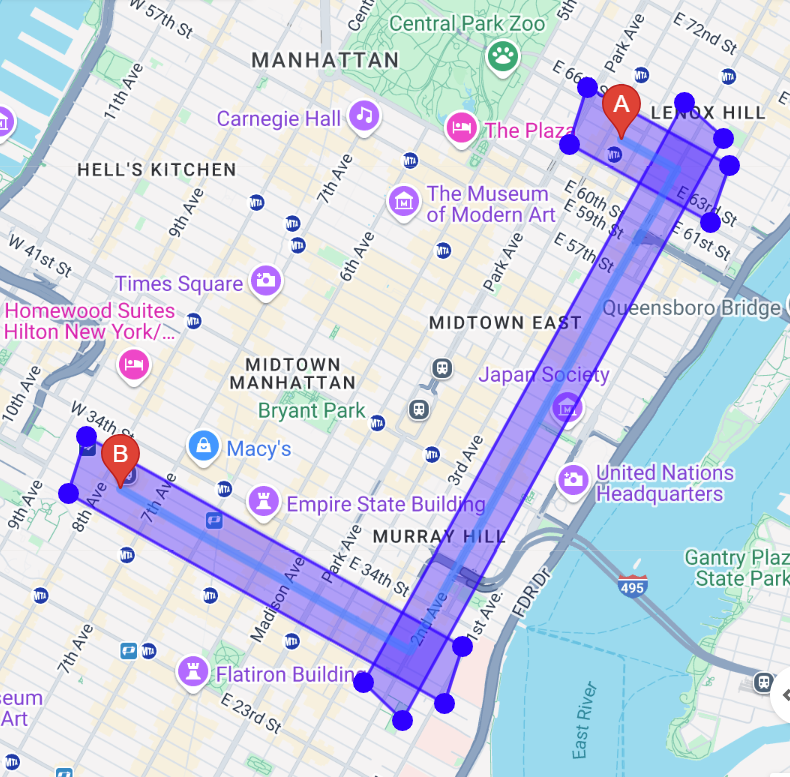 W 57th St
Central Park Zoo
Park Ave
E 72nd St
MANHATTAN
E 66
11th Ave
A
LENOX HILL
Carnegie Hall
The Plaza
MTA
HELL'S KITCHEN
7th Ave
The Museum
of Modern Art
E 60th St
E 59th St
E 63rd St
9th Ave
W 41st St
6th Ave
Park Ave
E 57th St
E 61st St
Times Square
Homewood Suites
Hilton New York/...
Queensboro Bridge
MIDTOWN EAST
MIDTOWN
MANHATTAN
Japan Society
10th Ave
Bryant Park
W 34th St
Macy's
3rd Ave
B
United Nations
Headquarters
9th Ave
8th Ave
7th Ave
Empire State Building
MURRAY HILL
Park Ave
E 34th St
Gantry Plaz
State Park
495
FDR Dr
Madison Ave
2nd Ave
1st Ave.
7th Ave
Flatiron Building
seum
Art
E 23rd St
East River